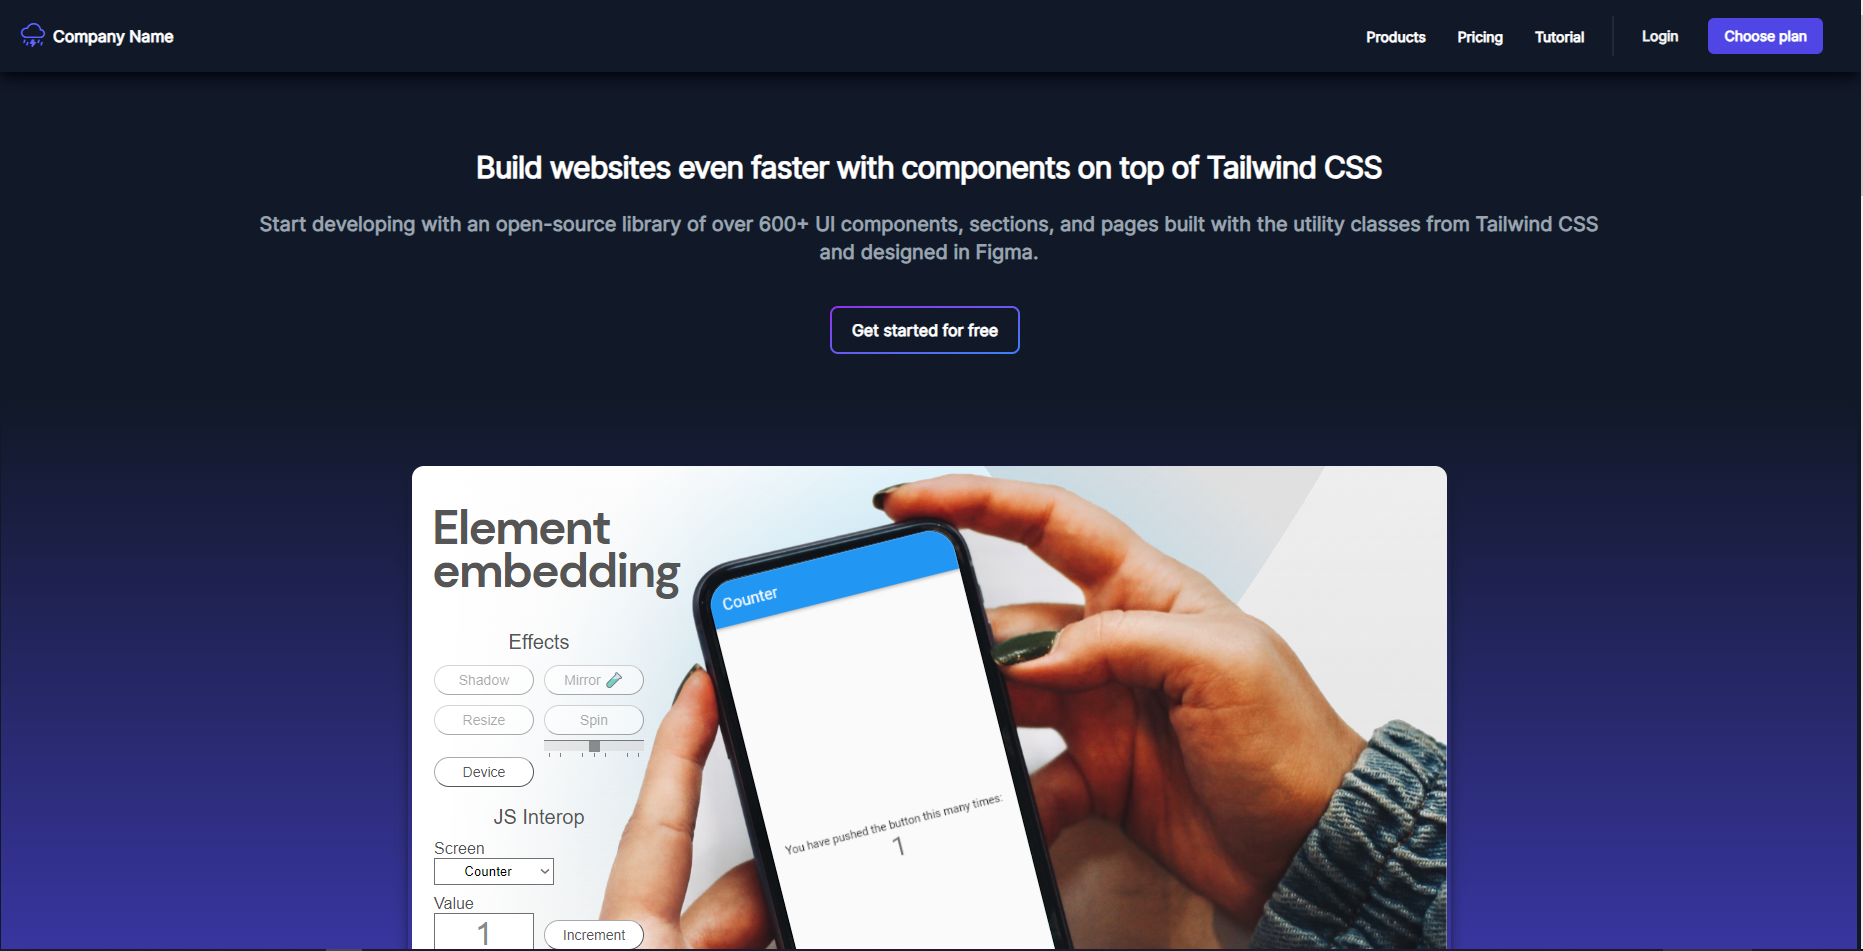 Company Name
Products
Pricing
Tutorial
Login
Choose plan
Build websites even faster with components on top of Tailwind CSS
Start developing with an open-source library of over 600+ UI components, sections, and pages built with the utility classes from Tailwind CSS
and designed in Figma.
Get started for free
Element
embedding
Effects
Shadow
Mirror
Resize
Spin
Device
JS Interop
Screen
Counter
Value
1
Increment
Counter
You have pushed the button this many times:
1